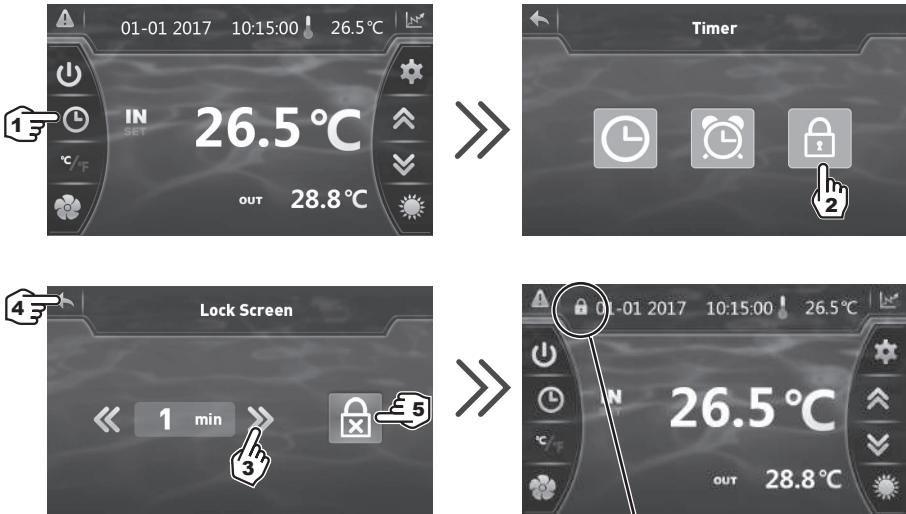 01-01 2017 10:15:00 26.5°C
1
IN
SET
26.5°C
°C/°F
OUT 28.8°C
Timer
2
4
Lock Screen
1 min
5
3
01-01 2017 10:15:00 26.5°C
IN
SET
26.5°C
°C/°F
OUT 28.8°C